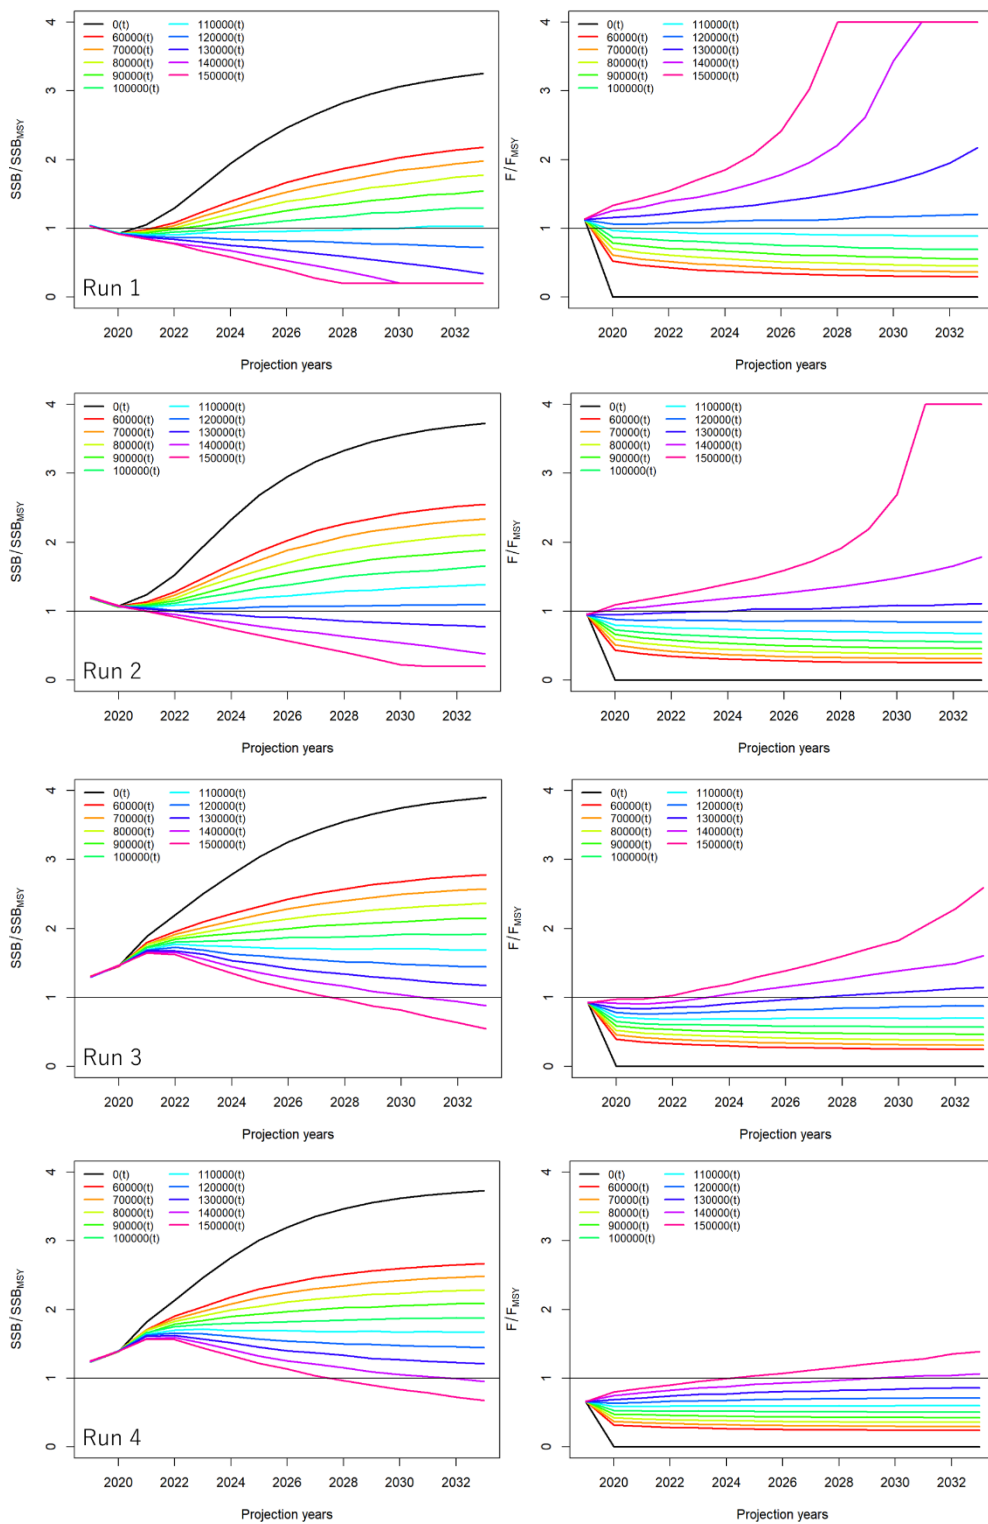 4
3
2
1
0
SSB / SSBMSY
0(t)
60000(t)
70000(t)
80000(t)
90000(t)
100000(t)
110000(t)
120000(t)
130000(t)
140000(t)
150000(t)
Run 1
2020 2022 2024 2026 2028 2030 2032
Projection years
4
3
2
1
0
F / FMSY
0(t)
60000(t)
70000(t)
80000(t)
90000(t)
100000(t)
110000(t)
120000(t)
130000(t)
140000(t)
150000(t)
2020 2022 2024 2026 2028 2030 2032
Projection years
4
3
2
1
0
SSB / SSBMSY
0(t)
60000(t)
70000(t)
80000(t)
90000(t)
100000(t)
110000(t)
120000(t)
130000(t)
140000(t)
150000(t)
Run 2
2020 2022 2024 2026 2028 2030 2032
Projection years
4
3
2
1
0
F / FMSY
0(t)
60000(t)
70000(t)
80000(t)
90000(t)
100000(t)
110000(t)
120000(t)
130000(t)
140000(t)
150000(t)
2020 2022 2024 2026 2028 2030 2032
Projection years
4
3
2
1
0
SSB / SSBMSY
0(t)
60000(t)
70000(t)
80000(t)
90000(t)
100000(t)
110000(t)
120000(t)
130000(t)
140000(t)
150000(t)
Run 3
2020 2022 2024 2026 2028 2030 2032
Projection years
4
3
2
1
0
F / FMSY
0(t)
60000(t)
70000(t)
80000(t)
90000(t)
100000(t)
110000(t)
120000(t)
130000(t)
140000(t)
150000(t)
2020 2022 2024 2026 2028 2030 2032
Projection years
4
3
2
1
0
SSB / SSBMSY
0(t)
60000(t)
70000(t)
80000(t)
90000(t)
100000(t)
110000(t)
120000(t)
130000(t)
140000(t)
150000(t)
Run 4
2020 2022 2024 2026 2028 2030 2032
Projection years
4
3
2
1
0
F / FMSY
0(t)
60000(t)
70000(t)
80000(t)
90000(t)
100000(t)
110000(t)
120000(t)
130000(t)
140000(t)
150000(t)
2020 2022 2024 2026 2028 2030 2032
Projection years